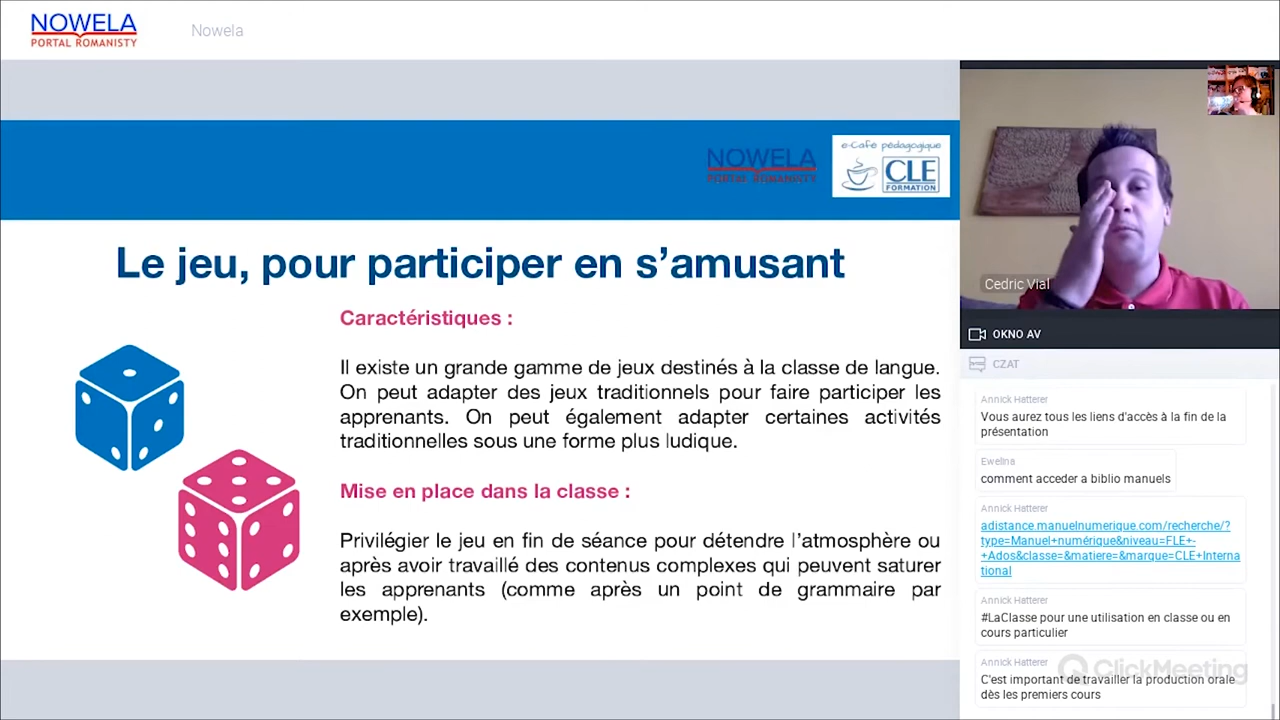 NOWELA
PORTAL ROMANISTY
Nowela
NOWELA
PORTAL ROMANISTY
e-Café pédagogique
CLE
FORMATION
Le jeu, pour participer en s’amusant
Caractéristiques :
Il existe un grande gamme de jeux destinés à la classe de langue.
On peut adapter des jeux traditionnels pour faire participer les
apprenants. On peut également adapter certaines activités
traditionnelles sous une forme plus ludique.
Mise en place dans la classe :
Privilégier le jeu en fin de séance pour détendre l’atmosphère ou
après avoir travaillé des contenus complexes qui peuvent saturer
les apprenants (comme après un point de grammaire par
exemple).
Cedric Vial
OKNO AV
CZAT
Annick Hatterer
Vous aurez tous les liens d'accès à la fin de la
présentation
Ewelina
comment acceder a biblio manuels
Annick Hatterer
adistance.manuelnumerique.com/recherche/?
type=Manuel+numérique&niveau=FLE+-
+Ados&classe=&matiere=&marque=CLE+Interna
tional
Annick Hatterer
#LaClasse pour une utilisation en classe ou en
cours particulier
Annick Hatterer
C'est important de travailler la production orale
dès les premiers cours
ClickMeeting